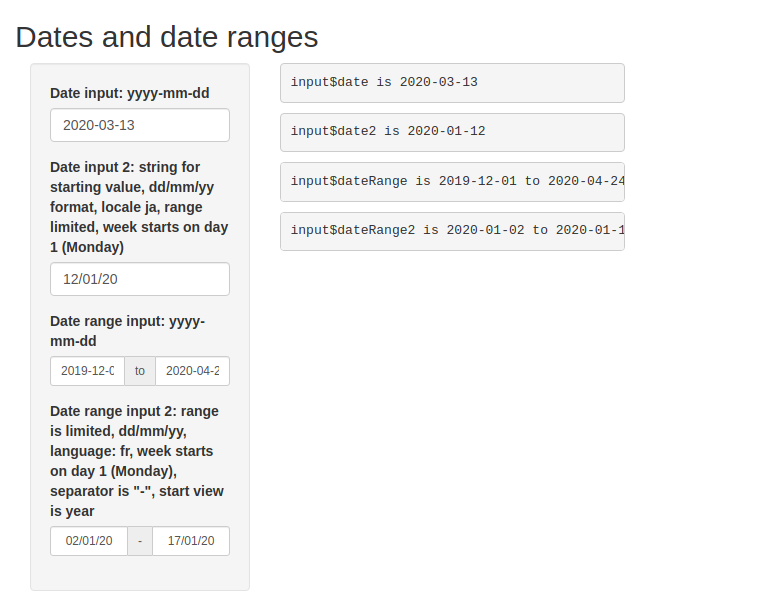 Dates and date ranges
Date input: yyyy-mm-dd
2020-03-13
Date input 2: string for
starting value, dd/mm/yy
format, locale ja, range
limited, week starts on day
1 (Monday)
12/01/20
Date range input: yyyy-
mm-dd
2019-12-0 to 2020-04-2
Date range input 2: range
is limited, dd/mm/yy,
language: fr, week starts
on day 1 (Monday),
separator is "-", start view
is year
02/01/20 - 17/01/20
input$date is 2020-03-13
input$date2 is 2020-01-12
input$dateRange is 2019-12-01 to 2020-04-24
input$dateRange2 is 2020-01-02 to 2020-01-1